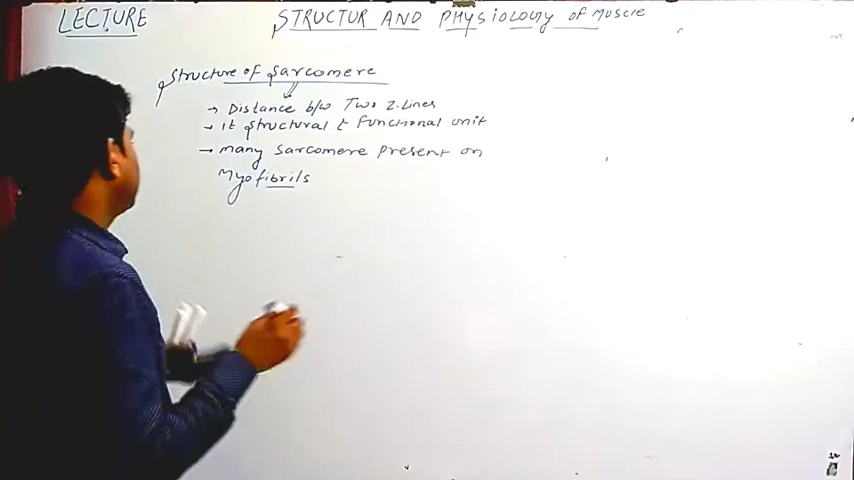 LECTURE
STRUCTUR AND PHYSIOLOGY of Muscle
Structure of Sarcomere
→ Distance b/w Two Z-Lines
→ It structural & functional unit
→ many sarcomere present on
Myofibrils